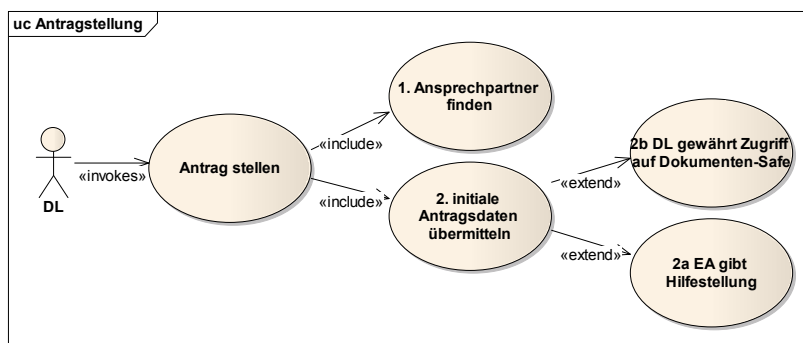 uc Antragstellung
1. Ansprechpartner
finden
«include»
DL
«invokes»
Antrag stellen
«include»
2. initiale
Antragsdaten
übermitteln
«extend»
2b DL gewährt Zugriff
auf Dokumenten-Safe
«extend»
2a EA gibt
Hilfestellung